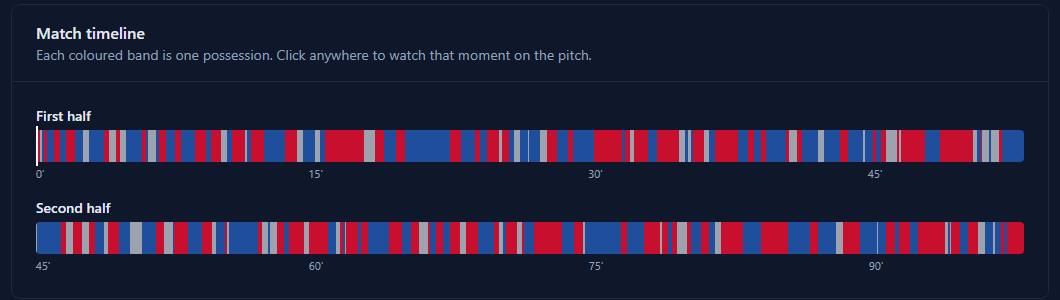 Match timeline
Each coloured band is one possession. Click anywhere to watch that moment on the pitch.
First half
0' 15' 30' 45'
Second half
45' 60' 75' 90'